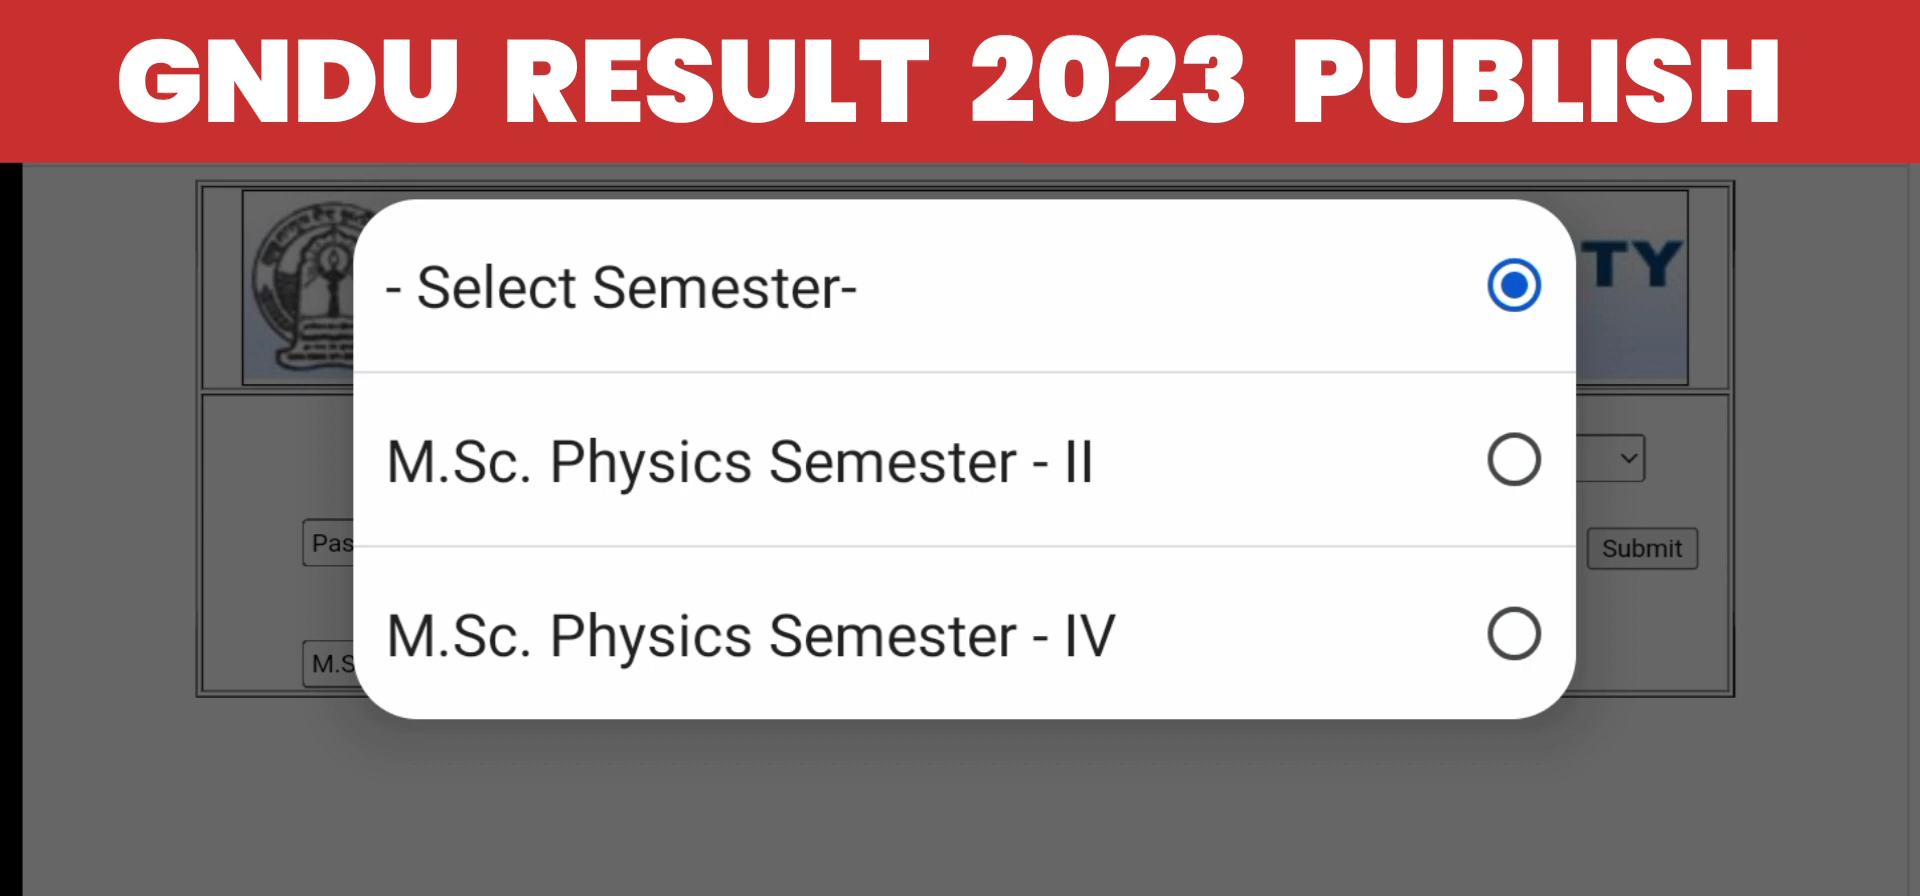 GNDU RESULT 2023 PUBLISH
TY
- Select Semester-
M.Sc. Physics Semester - II
Pas
Submit
M.Sc. Physics Semester - IV
M.S